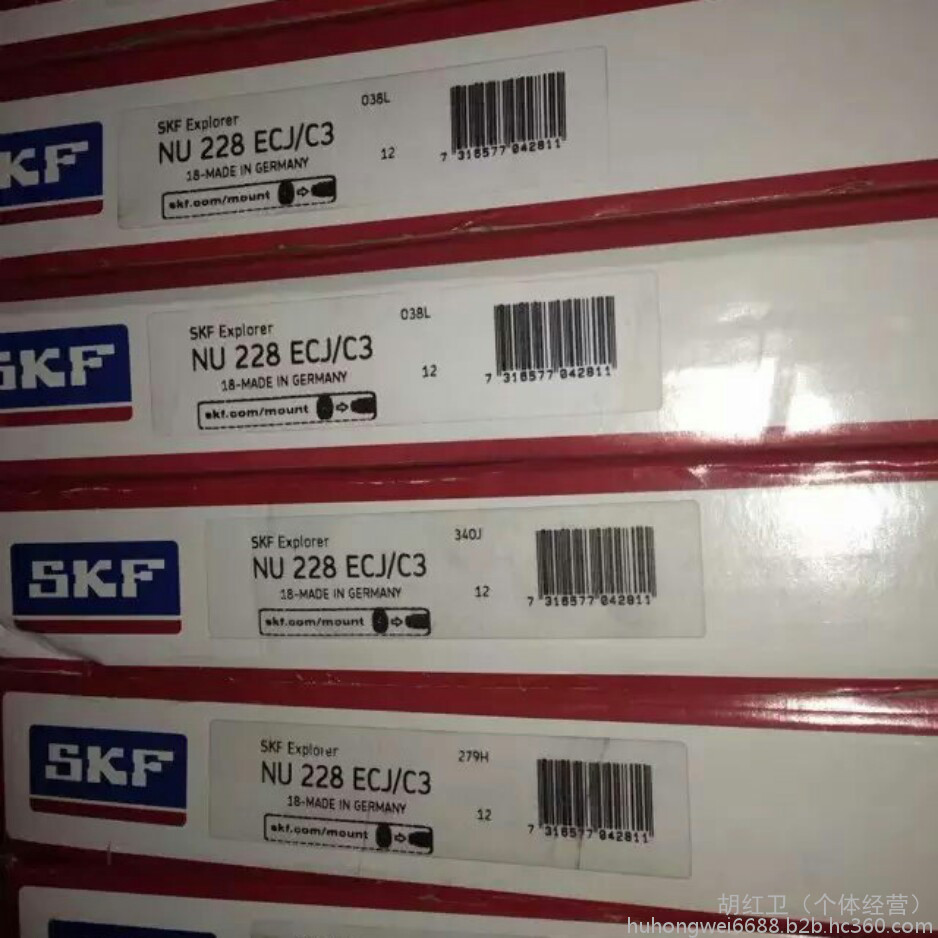 SKF
SKF Explorer
038L
NU 228 ECJ/C3
12
18-MADE IN GERMANY
skf.com/mount
7 316577 042811
SKF
SKF Explorer
038L
NU 228 ECJ/C3
12
18-MADE IN GERMANY
skf.com/mount
7 316577 042811
SKF
SKF Explorer
340J
NU 228 ECJ/C3
12
18-MADE IN GERMANY
skf.com/mount
7 316577 042811
SKF
SKF Explorer
279H
NU 228 ECJ/C3
12
18-MADE IN GERMANY
skf.com/mount
7 316577 042811
胡红卫（个体经营）
huhongwei6688.b2b.hc360.com